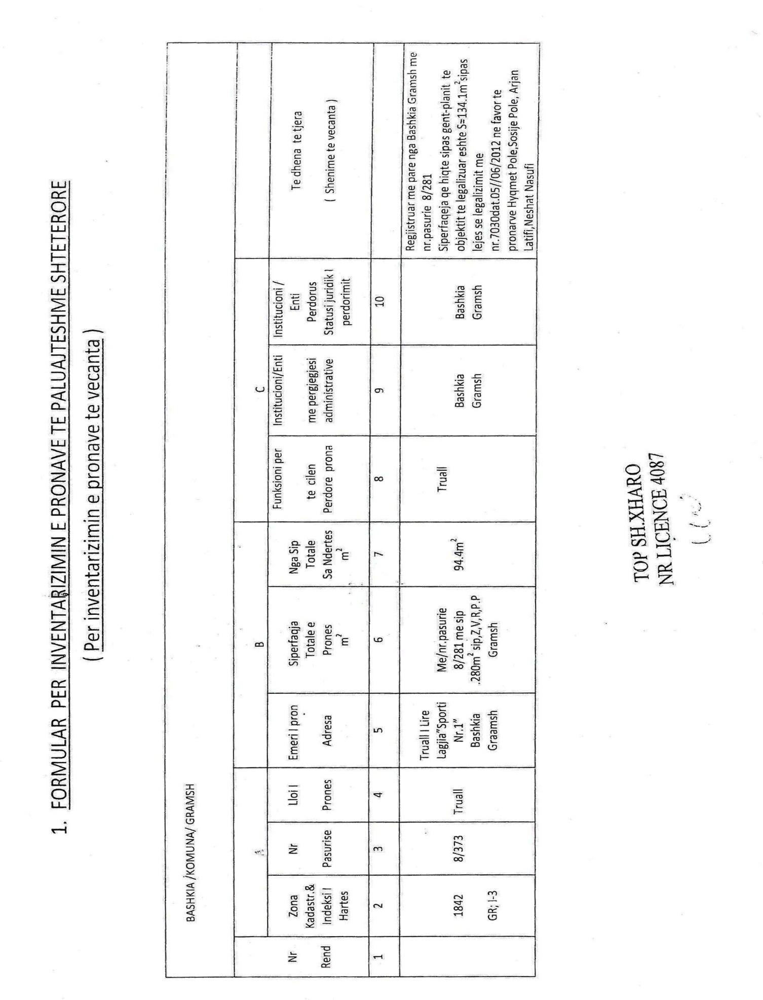 1. FORMULAR PER INVENTARIZIMIN E PRONAVE TE PALUAJTESHME SHTETERORE
( Per inventarizimin e pronave te vecanta )
BASHKIA /KOMUNA/ GRAMSH
A
B
C
Nr
Rend
Zona
Kadastr.&
Indeksi I
Hartes
Nr
Pasurise
Lloi I
Prones
Emeri I pron
Adresa
Siperfaqja
Totale e
Prones
m²
Nga Sip
Totale
Sa Ndertes
m²
Funksioni per
te cilen
Perdore prona
Institucioni/Enti
me pergjegjesi
administrative
Institucioni /
Enti
Perdorus
Statusi juridik I
perdorimit
Te dhena te tjera
( Shenime te vecanta )
1
2
3
4
5
6
7
8
9
10
1842
GR; I-3
8/373
Truall
Truall I Lire
Lagjia"Sporti
Nr.1"
Bashkia
Graamsh
Me/nr.pasurie
8/281 me sip
.280m² sip,Z,V,R,P.P
Gramsh
94.4m²
Truall
Bashkia
Gramsh
Bashkia
Gramsh
Regjistruar me pare nga Bashkia Gramsh me
nr.pasurie 8/281
Siperfaqeja qe hiqte sipas gent-planit te
objektit te legalizuar eshte S=134.1m²sipas
lejes se legalizimit me
nr.7030dat.05//06/2012 ne favor te
pronarve Hyqmet Pole,Sosije Pole, Arjan
Latifi,Neshat Nasufi
TOP SH.XHARO
NR LIÇENCE 4087